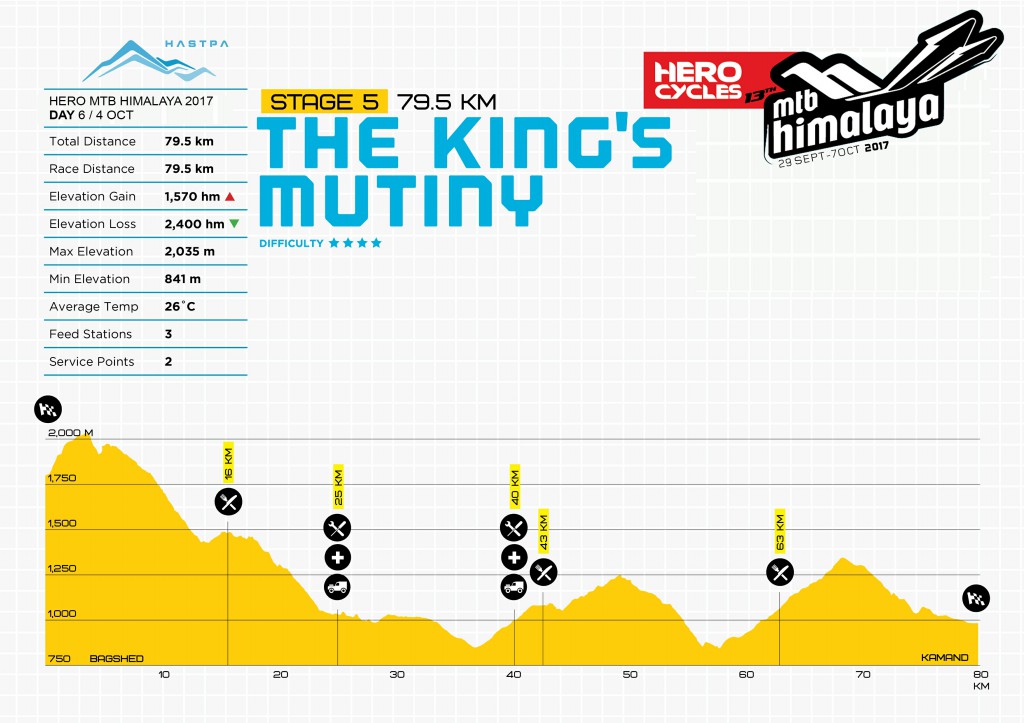 HASTPA
HERO MTB HIMALAYA 2017
DAY 6 / 4 OCT
Total Distance 79.5 km
Race Distance 79.5 km
Elevation Gain 1,570 hm
Elevation Loss 2,400 hm
Max Elevation 2,035 m
Min Elevation 841 m
Average Temp 26°C
Feed Stations 3
Service Points 2
STAGE 5 79.5 KM
THE KING'S
MUTINY
DIFFICULTY
HERO
CYCLES
13TH
mtb
himalaya
29 SEPT-7OCT 2017
2,000 M
1,750
1,500
1,250
1,000
750
16 KM
25 KM
40 KM
43 KM
63 KM
BAGSHED
KAMAND
10 20 30 40 50 60 70 80
KM